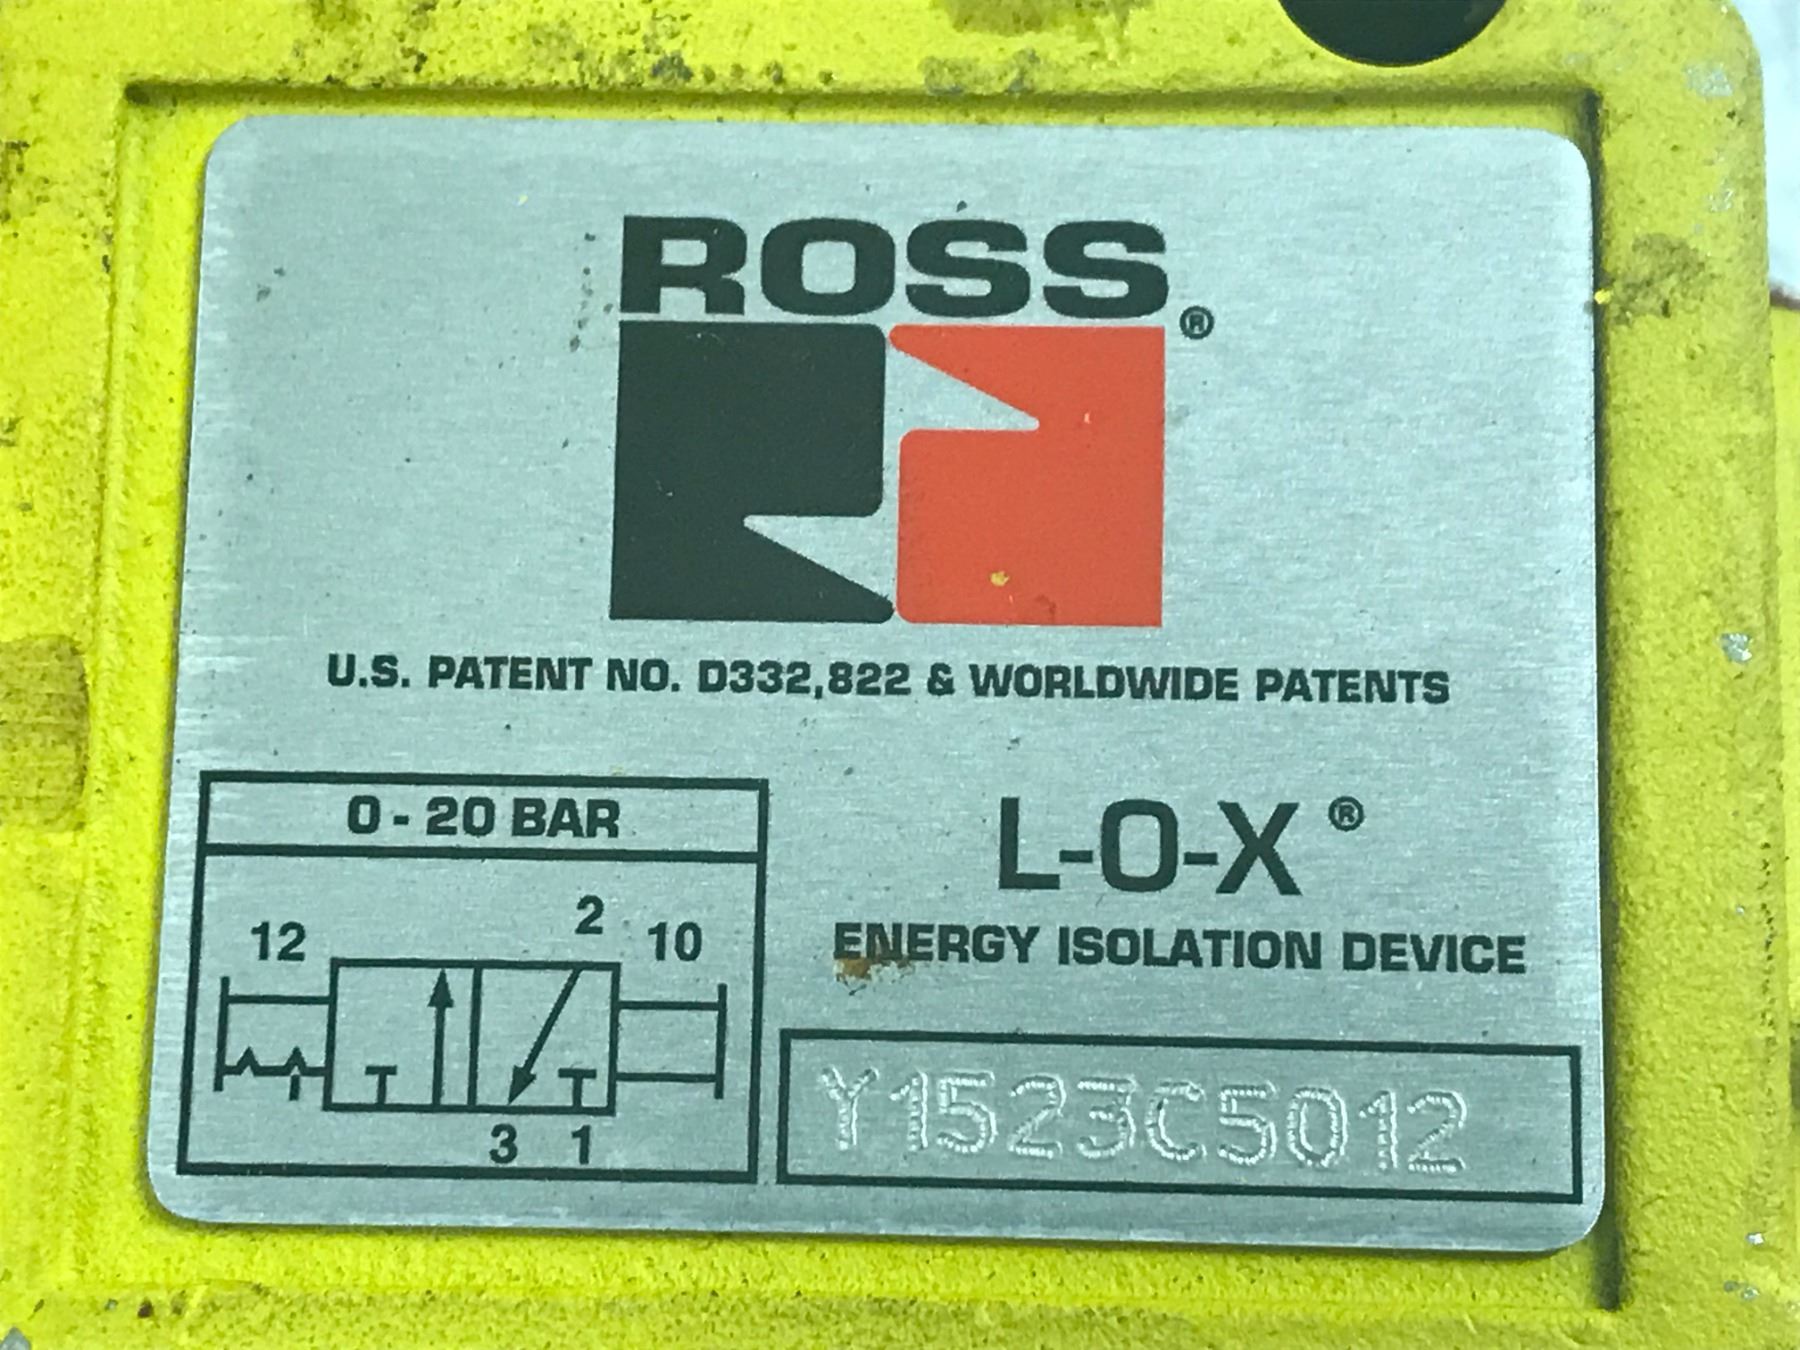 ROSS®
U.S. PATENT NO. D332,822 & WORLDWIDE PATENTS
0 - 20 BAR
12
2
10
3 1
L-O-X®
ENERGY ISOLATION DEVICE
Y1523C5012